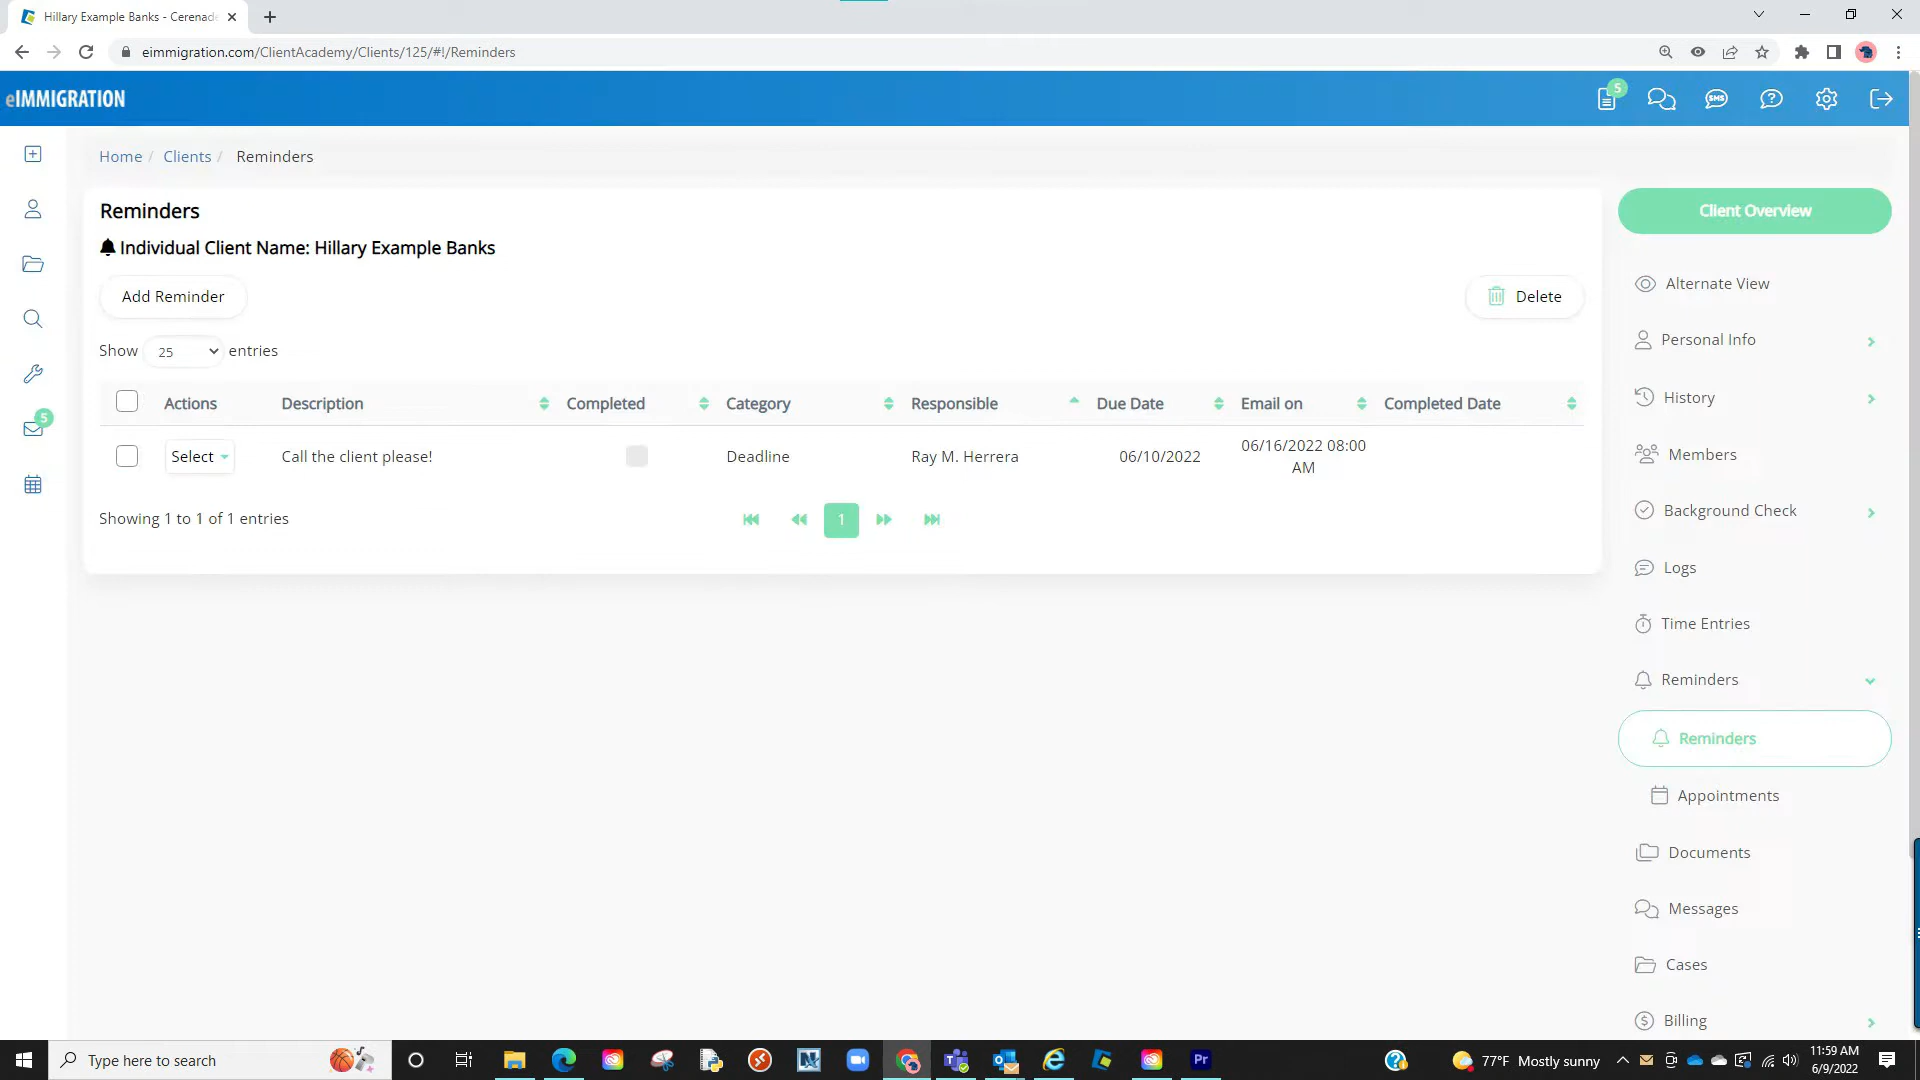 Hillary Example Banks - Cerenade
eimmigration.com/ClientAcademy/Clients/125/#!/Reminders
eIMMIGRATION
5
SMS
Home / Clients / Reminders
Reminders
Individual Client Name: Hillary Example Banks
Add Reminder
Delete
Show 25 entries
Actions Description Completed Category Responsible Due Date Email on Completed Date
Select Call the client please! Deadline Ray M. Herrera 06/10/2022 06/16/2022 08:00
AM
Showing 1 to 1 of 1 entries
1
5
Client Overview
Alternate View
Personal Info
History
Members
Background Check
Logs
Time Entries
Reminders
Reminders
Appointments
Documents
Messages
Cases
Billing
Type here to search
Pr
77°F Mostly sunny
11:59 AM
6/9/2022